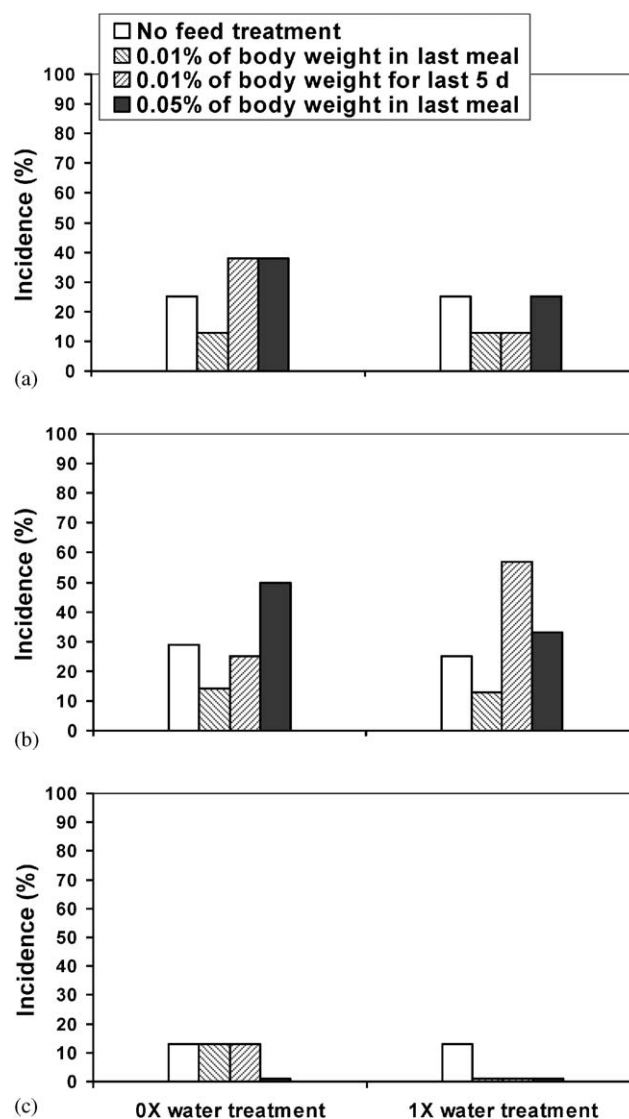 No feed treatment
0.01% of body weight in last meal
0.01% of body weight for last 5 d
0.05% of body weight in last meal
100
90
80
70
60
50
40
30
20
10
0
Incidence (%)
(a)
100
90
80
70
60
50
40
30
20
10
0
Incidence (%)
(b)
100
90
80
70
60
50
40
30
20
10
0
Incidence (%)
(c)
0X water treatment
1X water treatment